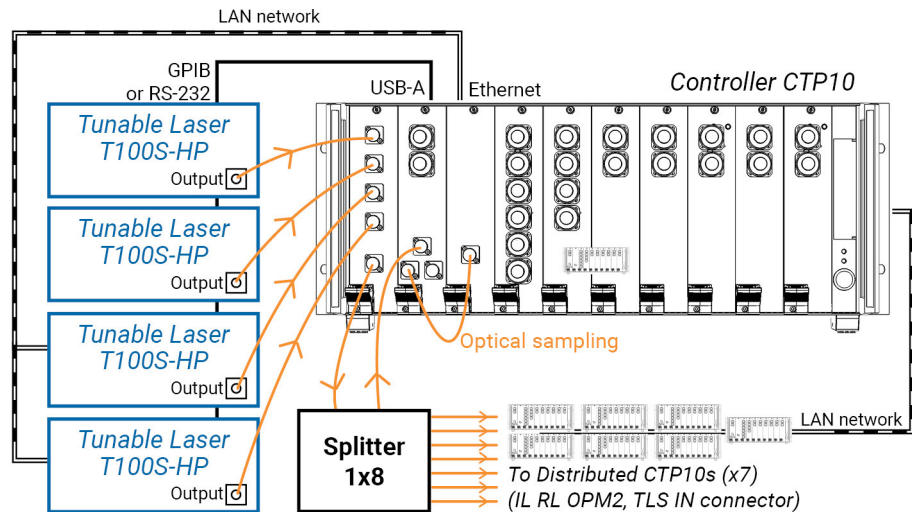 LAN network
GPIB
or RS-232
USB-A
Ethernet
Controller CTP10
Tunable Laser
T100S-HP
Output
Tunable Laser
T100S-HP
Output
Tunable Laser
T100S-HP
Output
Tunable Laser
T100S-HP
Output
Optical sampling
Splitter
1x8
LAN network
To Distributed CTP10s (x7)
(IL RL OPM2, TLS IN connector)